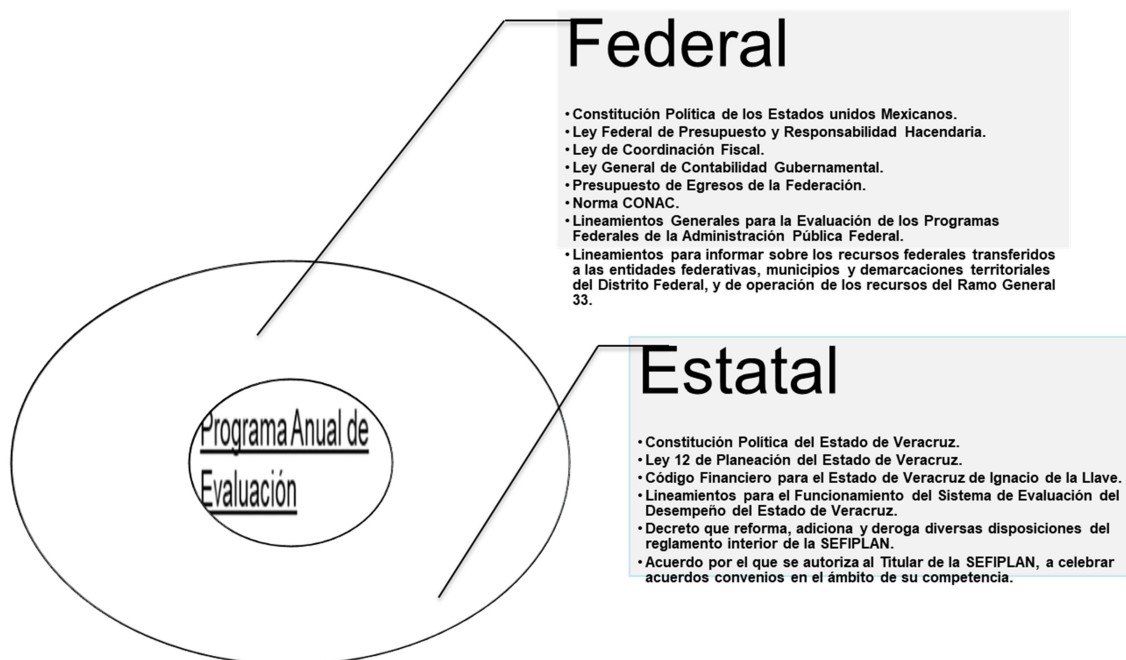 Federal
• Constitución Política de los Estados unidos Mexicanos.
• Ley Federal de Presupuesto y Responsabilidad Hacendaria.
• Ley de Coordinación Fiscal.
• Ley General de Contabilidad Gubernamental.
• Presupuesto de Egresos de la Federación.
• Norma CONAC.
• Lineamientos Generales para la Evaluación de los Programas
Federales de la Administración Pública Federal.
• Lineamientos para informar sobre los recursos federales transferidos
a las entidades federativas, municipios y demarcaciones territoriales
del Distrito Federal, y de operación de los recursos del Ramo General
33.
Programa Anual de
Evaluación
Estatal
• Constitución Política del Estado de Veracruz.
• Ley 12 de Planeación del Estado de Veracruz.
• Código Financiero para el Estado de Veracruz de Ignacio de la Llave.
• Lineamientos para el Funcionamiento del Sistema de Evaluación del
Desempeño del Estado de Veracruz.
• Decreto que reforma, adiciona y deroga diversas disposiciones del
reglamento interior de la SEFIPLAN.
• Acuerdo por el que se autoriza al Titular de la SEFIPLAN, a celebrar
acuerdos convenios en el ámbito de su competencia.